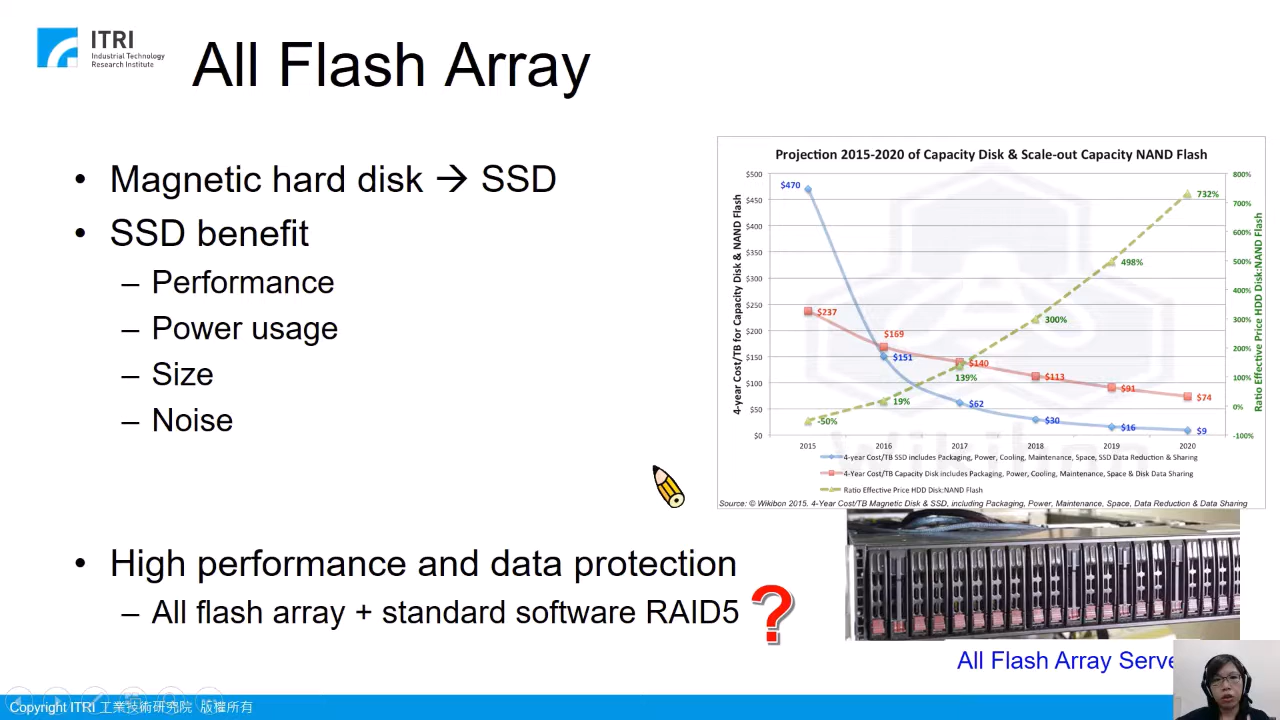 ITRI
Industrial Technology
Research Institute
All Flash Array
• Magnetic hard disk → SSD
• SSD benefit
– Performance
– Power usage
– Size
– Noise
• High performance and data protection
– All flash array + standard software RAID5 ?
Projection 2015-2020 of Capacity Disk & Scale-out Capacity NAND Flash
4-year Cost/TB for Capacity Disk & NAND Flash
$500
$450
$400
$350
$300
$250
$200
$150
$100
$50
$0
$470
$151
$62
$30
$16
$9
$237
$169
$140
$113
$91
$74
-50%
19%
139%
300%
498%
732%
800%
700%
600%
500%
400%
300%
200%
100%
0%
-100%
Ratio Effective Price HDD Disk:NAND Flash
2015 2016 2017 2018 2019 2020
Wikibon
4-year Cost/TB SSD includes Packaging, Power, Cooling, Maintenance, Space, SSD Data Reduction & Sharing
4-Year Cost/TB Capacity Disk includes Packaging, Power, Cooling, Maintenance, Space & Disk Data Sharing
Ratio Effective Price HDD Disk:NAND Flash
Source: © Wikibon 2015. 4-Year Cost/TB Magnetic Disk & SSD, including Packaging, Power, Maintenance, Space, Data Reduction & Data Sharing
All Flash Array Serve
Copyright ITRI 工業技術研究院 版權所有